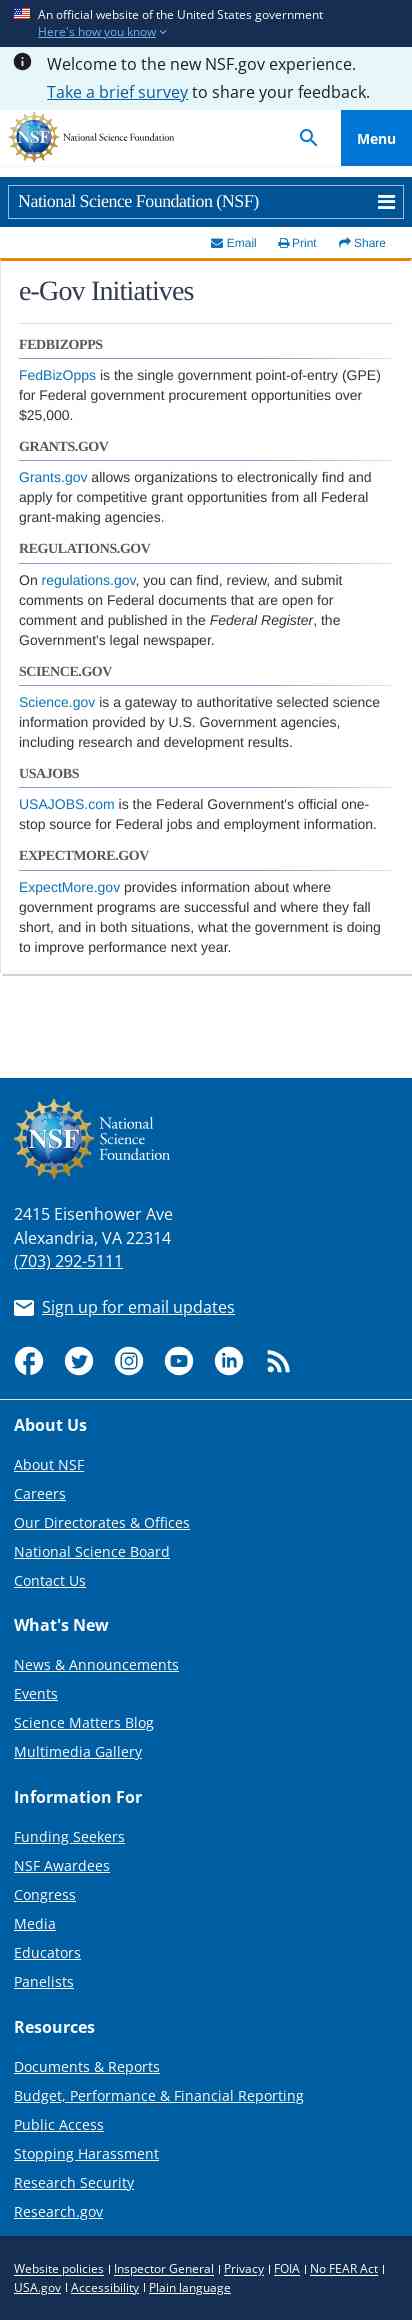 An official website of the United States government
Here's how you know
Welcome to the new NSF.gov experience.
Take a brief survey to share your feedback.
NSF
National Science Foundation
Menu
National Science Foundation (NSF)
Email Print Share
e-Gov Initiatives
FEDBIZOPPS
FedBizOpps is the single government point-of-entry (GPE)
for Federal government procurement opportunities over
$25,000.
GRANTS.GOV
Grants.gov allows organizations to electronically find and
apply for competitive grant opportunities from all Federal
grant-making agencies.
REGULATIONS.GOV
On regulations.gov, you can find, review, and submit
comments on Federal documents that are open for
comment and published in the Federal Register, the
Government's legal newspaper.
SCIENCE.GOV
Science.gov is a gateway to authoritative selected science
information provided by U.S. Government agencies,
including research and development results.
USAJOBS
USAJOBS.com is the Federal Government's official one-
stop source for Federal jobs and employment information.
EXPECTMORE.GOV
ExpectMore.gov provides information about where
government programs are successful and where they fall
short, and in both situations, what the government is doing
to improve performance next year.
NSF
National
Science
Foundation
2415 Eisenhower Ave
Alexandria, VA 22314
(703) 292-5111
Sign up for email updates
About Us
About NSF
Careers
Our Directorates & Offices
National Science Board
Contact Us
What's New
News & Announcements
Events
Science Matters Blog
Multimedia Gallery
Information For
Funding Seekers
NSF Awardees
Congress
Media
Educators
Panelists
Resources
Documents & Reports
Budget, Performance & Financial Reporting
Public Access
Stopping Harassment
Research Security
Research.gov
Website policies | Inspector General | Privacy | FOIA | No FEAR Act |
USA.gov | Accessibility | Plain language